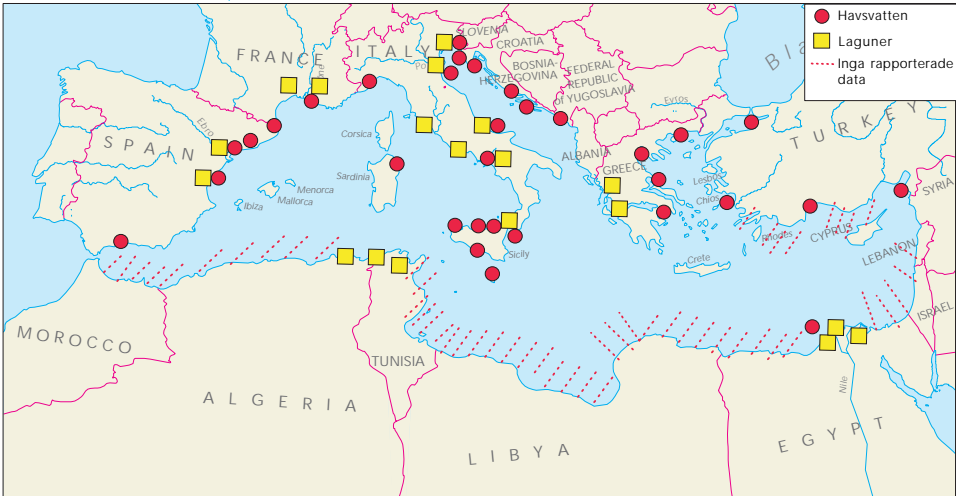 Havsvatten
Laguner
Inga rapporterade
data
FRANCE
ITALY
SLOVENIA
CROATIA
BOSNIA-
HERZEGOVINA
FEDERAL
REPUBLIC
of YUGOSLAVIA
Bla
Po
Evros
TURKEY
Ebro
SPAIN
Corsica
Sardinia
Menorca
Mallorca
Ibiza
ALBANIA
GREECE
Lesbos
Chios
Rhodes
Crete
Sicily
CYPRUS
SYRIA
LEBANON
ISRAEL
MOROCCO
ALGERIA
TUNISIA
LIBYA
EGYPT
Nile